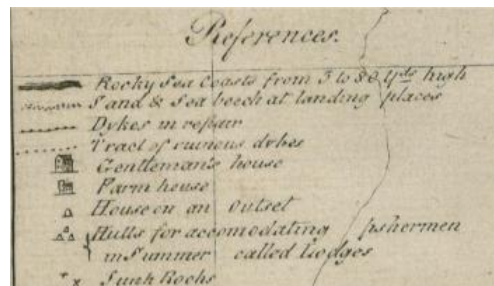 References.
Rocky Sea Coasts from 3 to 80 Yds high
Sand & Sea beech at landing places
Dykes in repair
Tract of ruinous dykes
Gentleman's house
Farm house
House on an Outset
Hutts for accomodating fishermen
in Summer called Lodges
Sunk Rocks